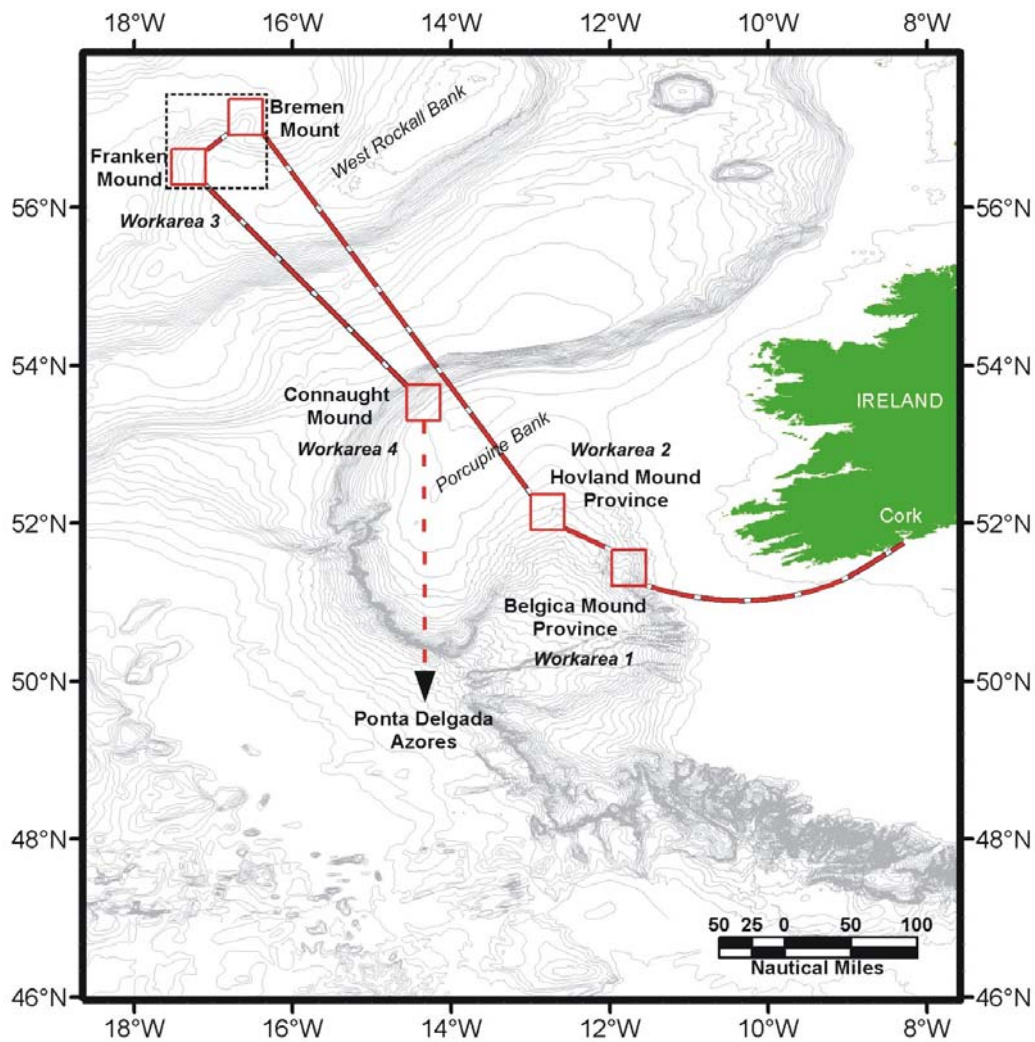 18°W 16°W 14°W 12°W 10°W 8°W
Bremen
Mount
West Rockall Bank
Franken
Mound
56°N 56°N
Workarea 3
54°N 54°N
Connaught
Mound
IRELAND
Workarea 4
Porcupine Bank
Workarea 2
Hovland Mound
Province
52°N 52°N
Cork
Belgica Mound
Province
Workarea 1
50°N 50°N
Ponta Delgada
Azores
48°N 48°N
50 25 0 50 100
Nautical Miles
46°N 46°N
18°W 16°W 14°W 12°W 10°W 8°W